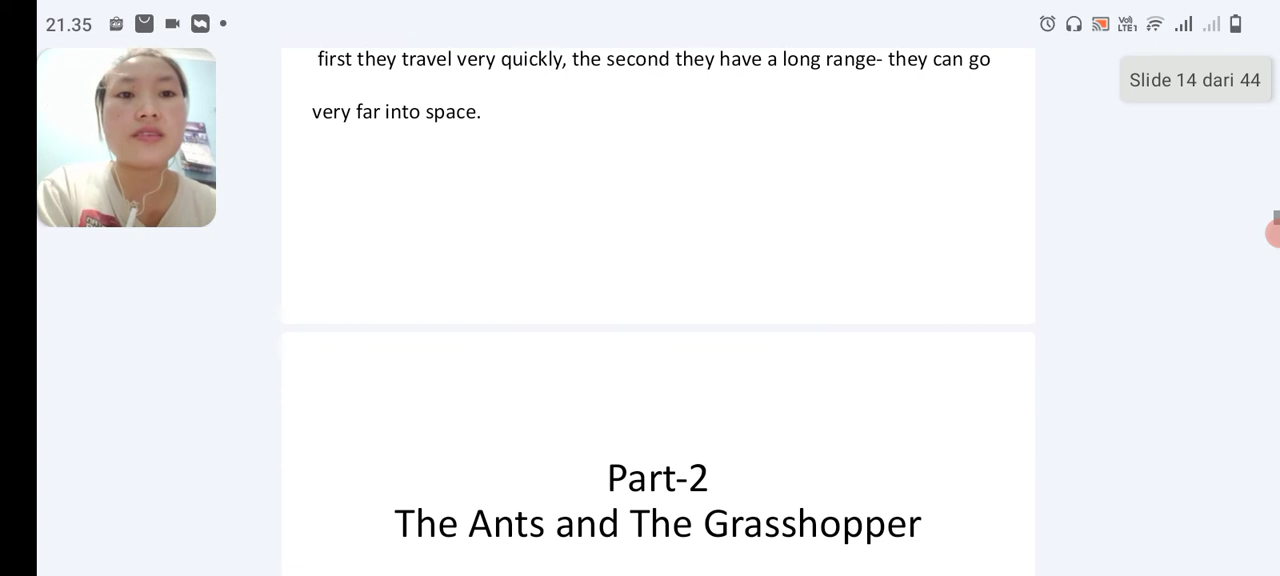 21.35
Slide 14 dari 44
first they travel very quickly, the second they have a long range- they can go
very far into space.
Part-2
The Ants and The Grasshopper